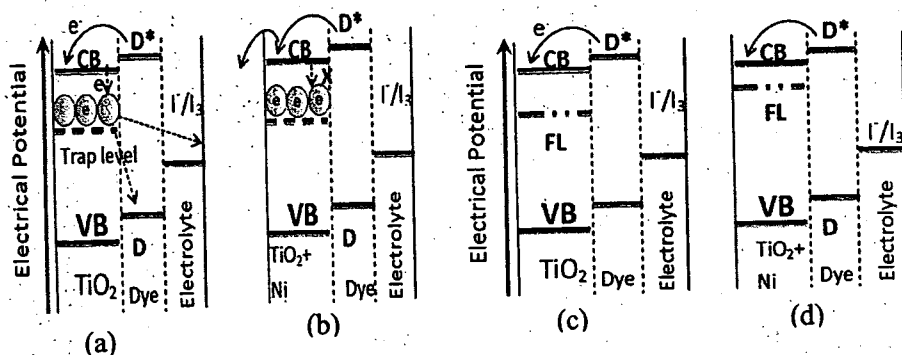 Electrical Potential
e
D*
CB
e
I⁻/I₃
Trap level
VB
D
TiO₂
Dye
Electrolyte
(a)
D*
CB
X
e
e
e
I⁻/I₃
VB
D
TiO₂+
Ni
Dye
Electrolyte
(b)
Electrical Potential
e
D*
CB
I⁻/I₃
FL
VB
TiO₂
Dye
Electrolyte
(c)
D*
CB
FL
I⁻/I₃
VB
D
TiO₂+
Ni
Dye
Electrolyte
(d)